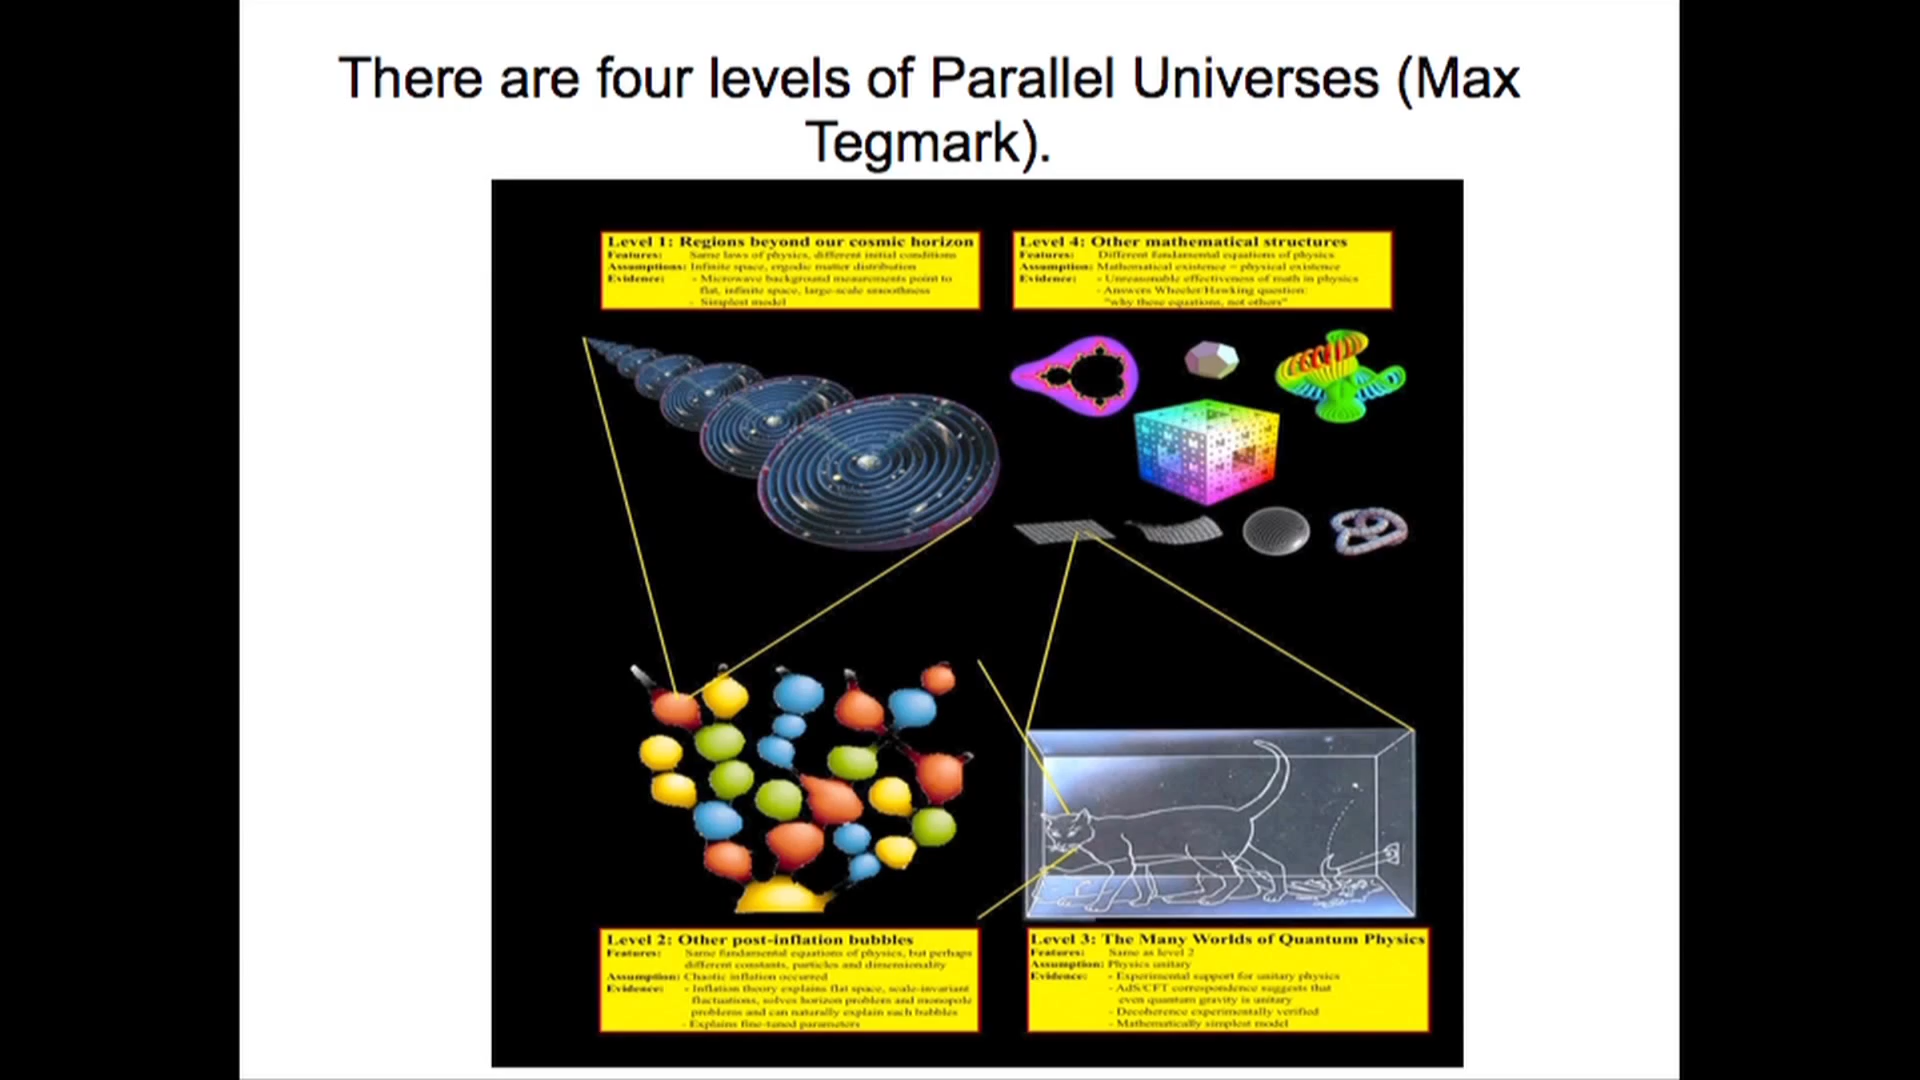 There are four levels of Parallel Universes (Max
Tegmark).
Level 1: Regions beyond our cosmic horizon
Features: Same laws of physics, different initial conditions
Assumptions: Infinite space, ergodic matter distribution
Evidence: - Microwave background measurements point to
flat, infinite space, large-scale smoothness
- Simplest model
Level 4: Other mathematical structures
Features: Different fundamental equations of physics
Assumption: Mathematical existence = physical existence
Evidence: - Unreasonable effectiveness of math in physics
- Answers Wheeler/Hawking question:
"why these equations, not others"
Level 2: Other post-inflation bubbles
Features: Same fundamental equations of physics, but perhaps
different constants, particles and dimensionality
Assumption: Chaotic inflation occurred
Evidence: - Inflation theory explains flat space, scale-invariant
fluctuations, solves horizon problem and monopole
problems and can naturally explain such bubbles
- Explains fine-tuned parameters
Level 3: The Many Worlds of Quantum Physics
Features: Same as level 2
Assumption: Physics unitary
Evidence: - Experimental support for unitary physics
- AdS/CFT correspondence suggests that
even quantum gravity is unitary
- Decoherence experimentally verified
- Mathematically simplest model